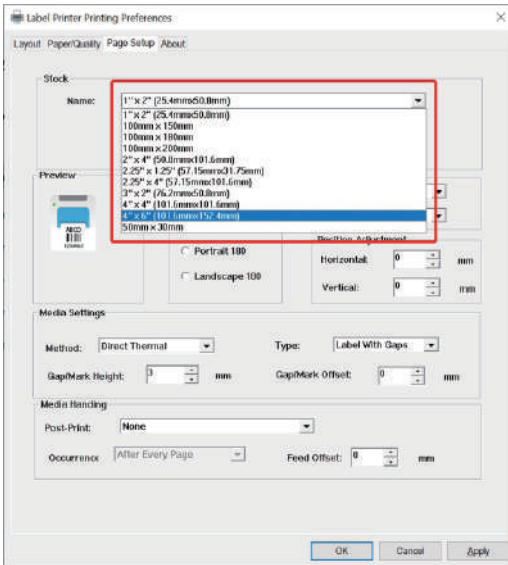 Label Printer Printing Preferences
Layout Paper/Quality Page Setup About
Stock
Name: 1" x 2" (25.4mmx50.8mm)
1" x 2" (25.4mmx50.8mm)
100mm x 150mm
100mm x 180mm
100mm x 200mm
2" x 4" (50.8mmx101.6mm)
2.25" x 1.25" (57.15mmx31.75mm)
2.25" x 4" (57.15mmx101.6mm)
3" x 2" (76.2mmx50.8mm)
4" x 4" (101.6mmx101.6mm)
4" x 6" (101.6mmx152.4mm)
50mm x 30mm
Preview
ABCD
Portrait 180
Landscape 180
Position Adjustment
Horizontal: 0 mm
Vertical: 0 mm
Media Settings
Method: Direct Thermal Type: Label With Gaps
Gap/Mark Height: 3 mm Gap/Mark Offset: 0 mm
Media Handing
Post-Print: None
Occurrence After Every Page Feed Offset: 0 mm
OK Cancel Apply